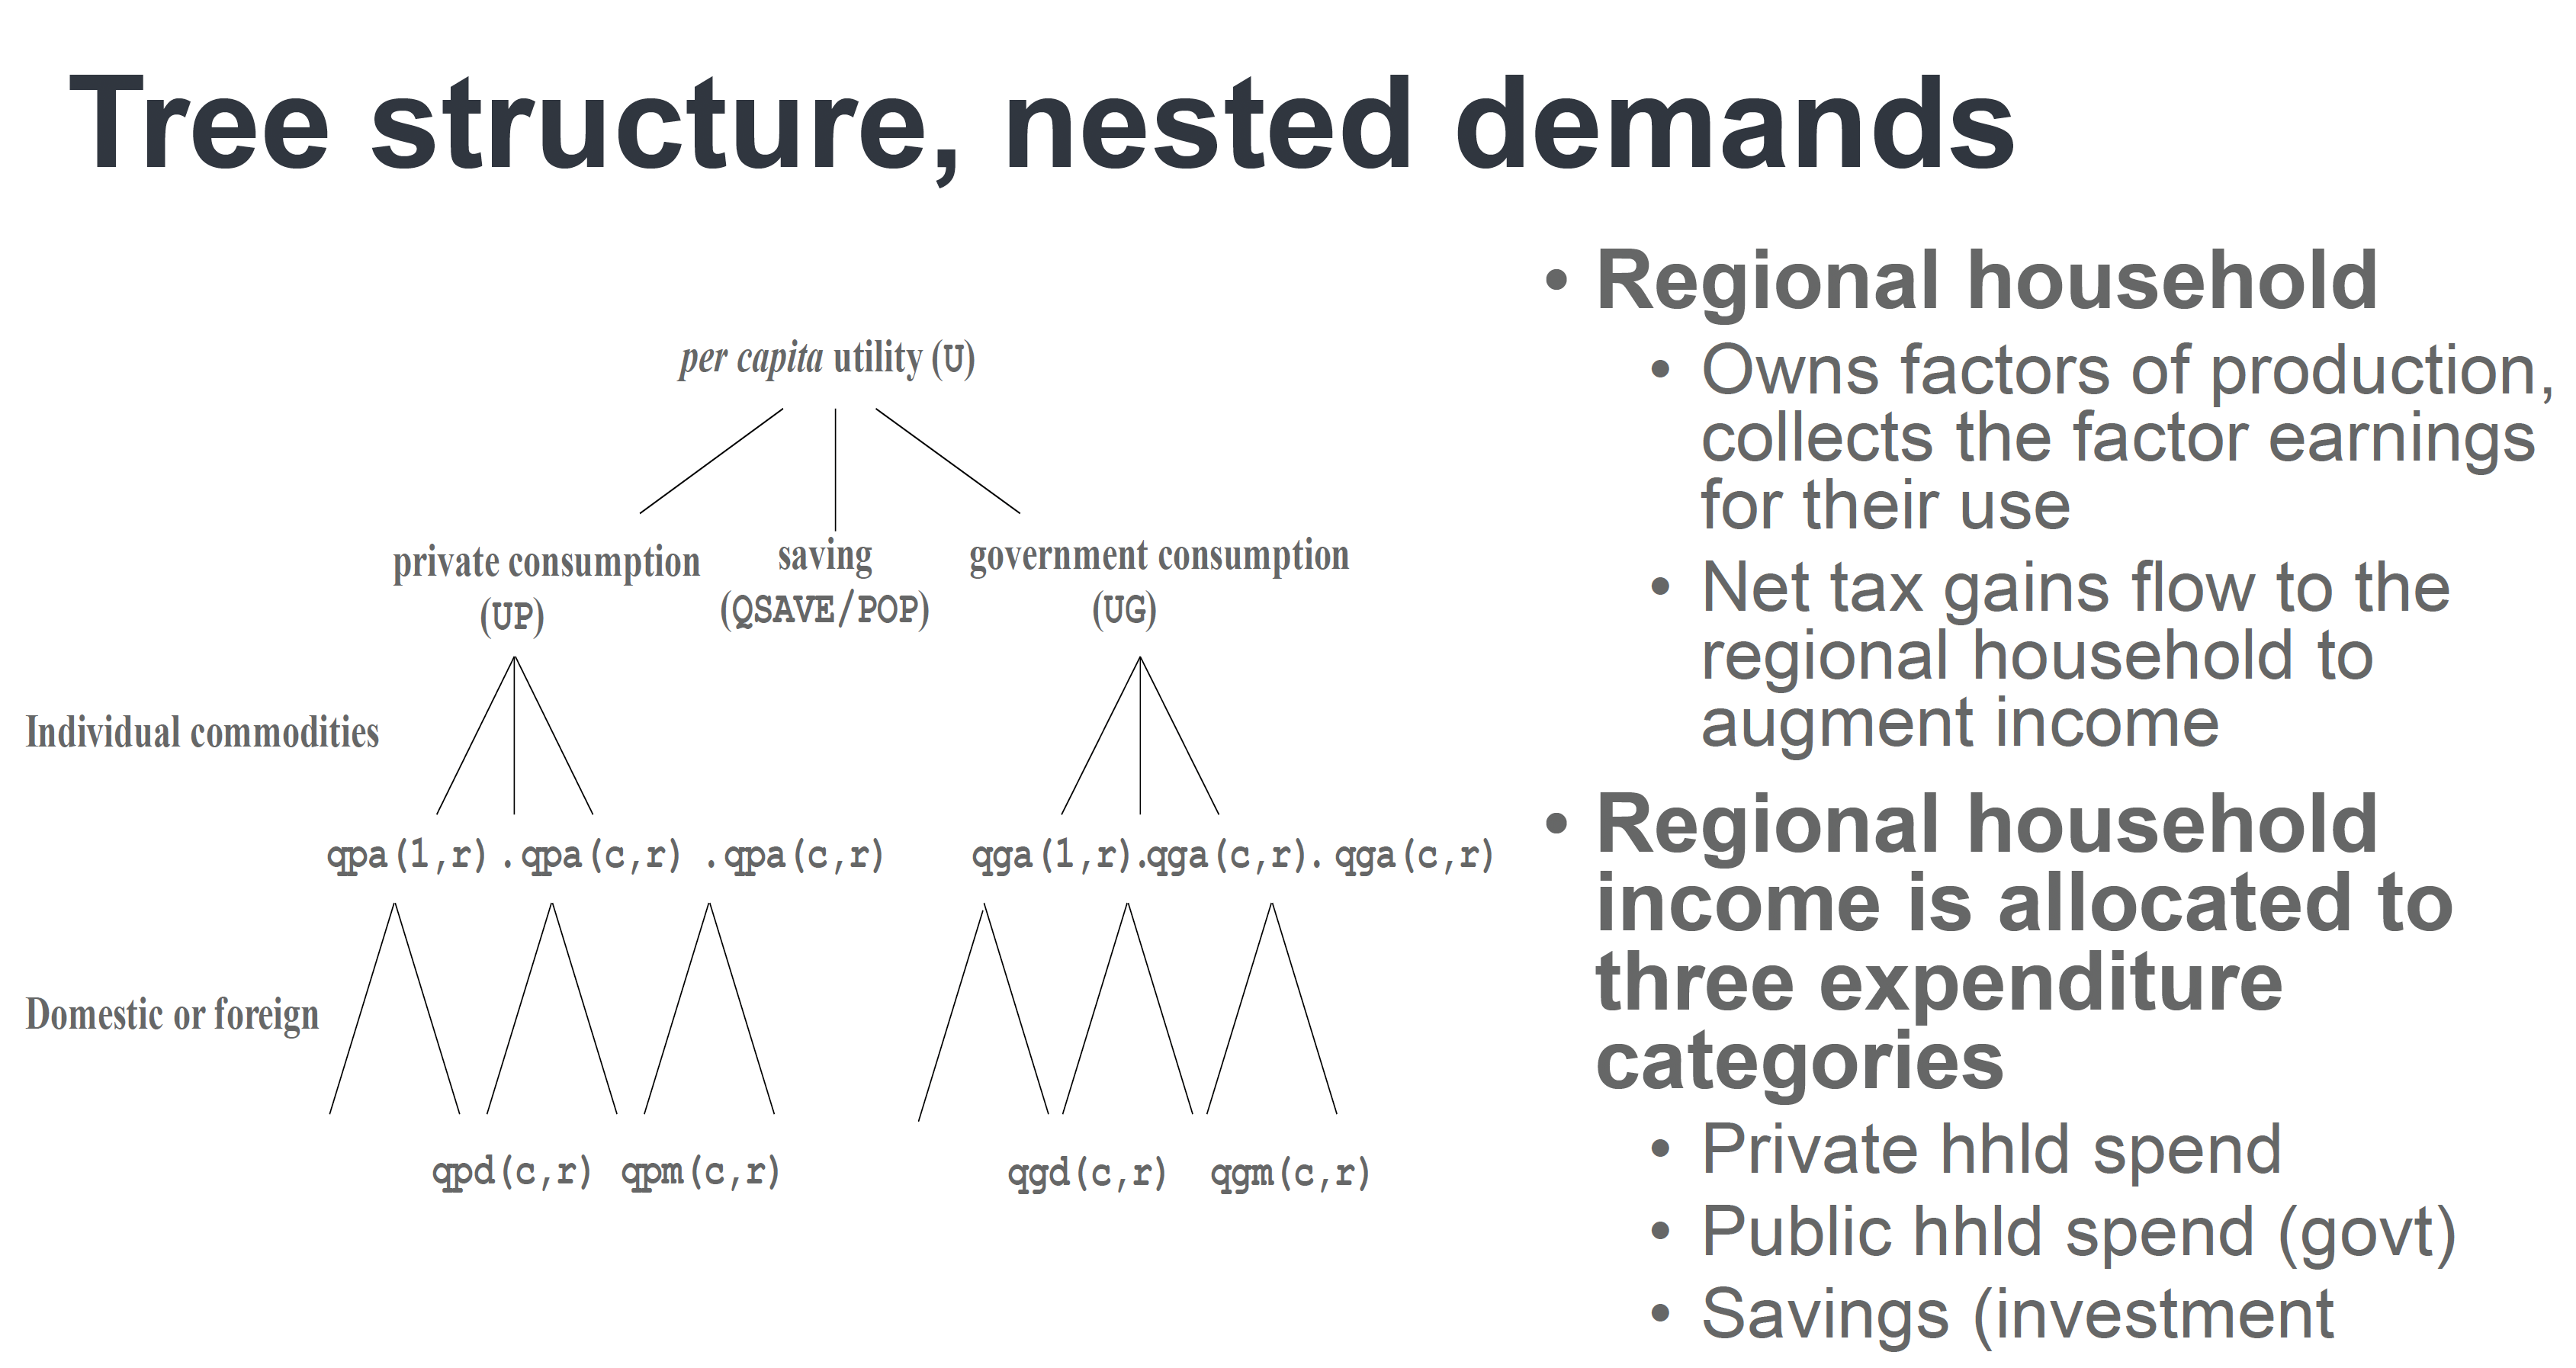 Tree structure, nested demands
per capita utility (U)
private consumption
(UP)
saving
(QSAVE/POP)
government consumption
(UG)
Individual commodities
qpa(1,r) .qpa(c,r) .qpa(c,r)
qga(1,r).qga(c,r). qga(c,r)
Domestic or foreign
qpd(c,r) qpm(c,r)
qgd(c,r) qgm(c,r)
• Regional household
• Owns factors of production,
collects the factor earnings
for their use
• Net tax gains flow to the
regional household to
augment income
• Regional household
income is allocated to
three expenditure
categories
• Private hhld spend
• Public hhld spend (govt)
• Savings (investment